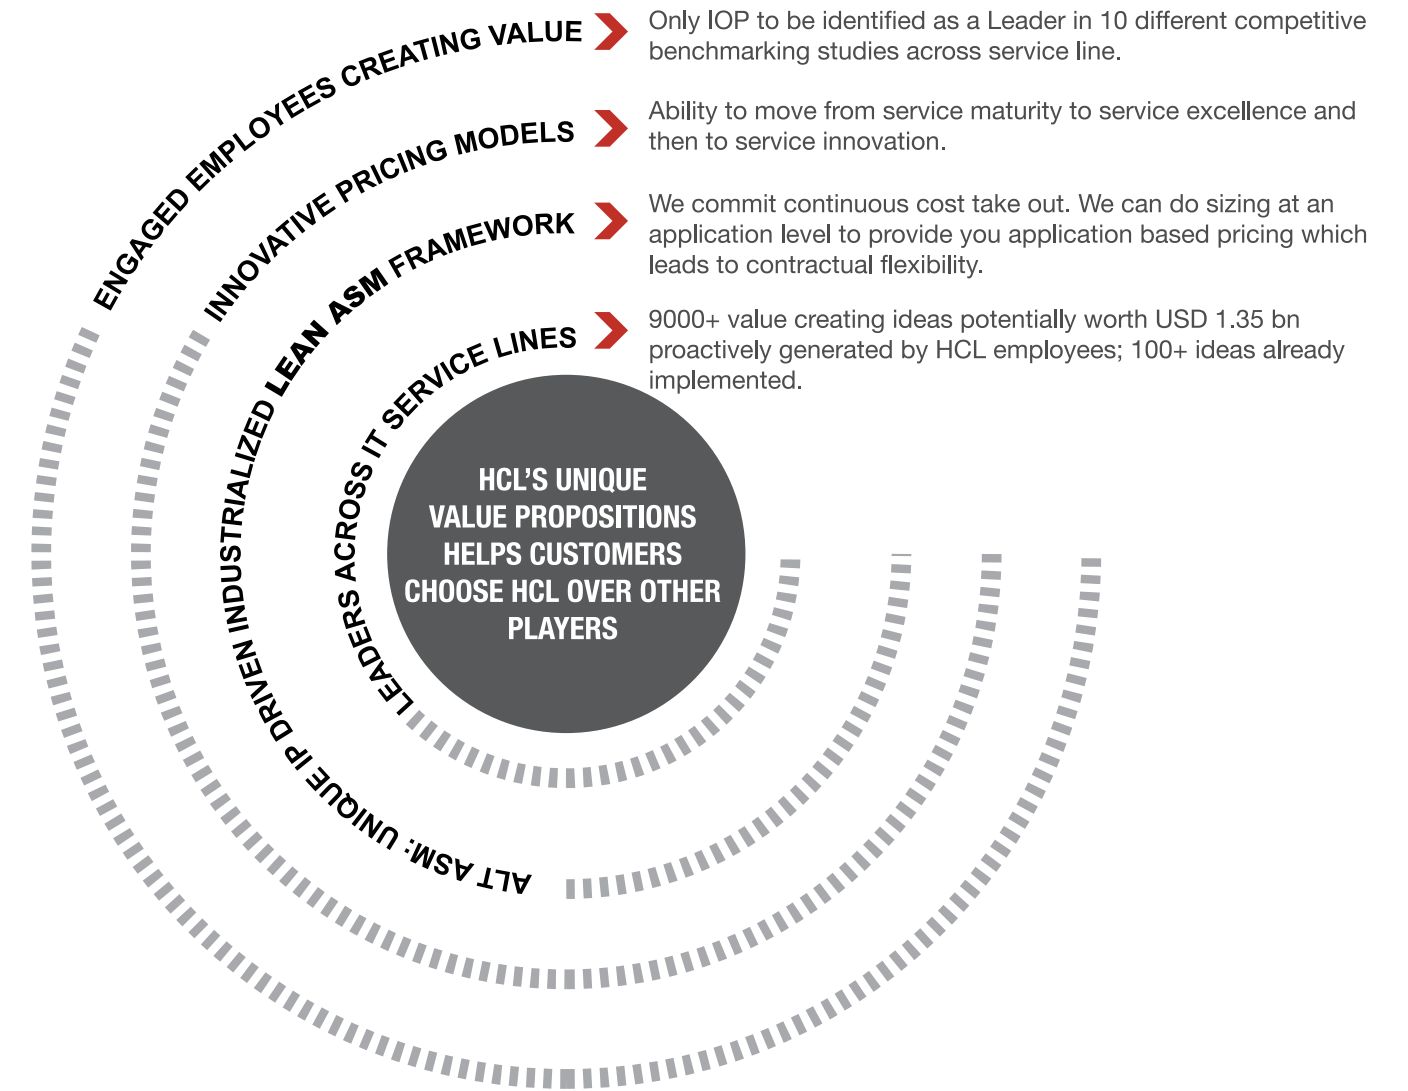 ENGAGED EMPLOYEES CREATING VALUE
Only IOP to be identified as a Leader in 10 different competitive
benchmarking studies across service line.
INNOVATIVE PRICING MODELS
Ability to move from service maturity to service excellence and
then to service innovation.
ALT ASM: UNIQUE IP DRIVEN INDUSTRIALIZED LEAN ASM FRAMEWORK
We commit continuous cost take out. We can do sizing at an
application level to provide you application based pricing which
leads to contractual flexibility.
LEADERS ACROSS IT SERVICE LINES
9000+ value creating ideas potentially worth USD 1.35 bn
proactively generated by HCL employees; 100+ ideas already
implemented.
HCL'S UNIQUE
VALUE PROPOSITIONS
HELPS CUSTOMERS
CHOOSE HCL OVER OTHER
PLAYERS